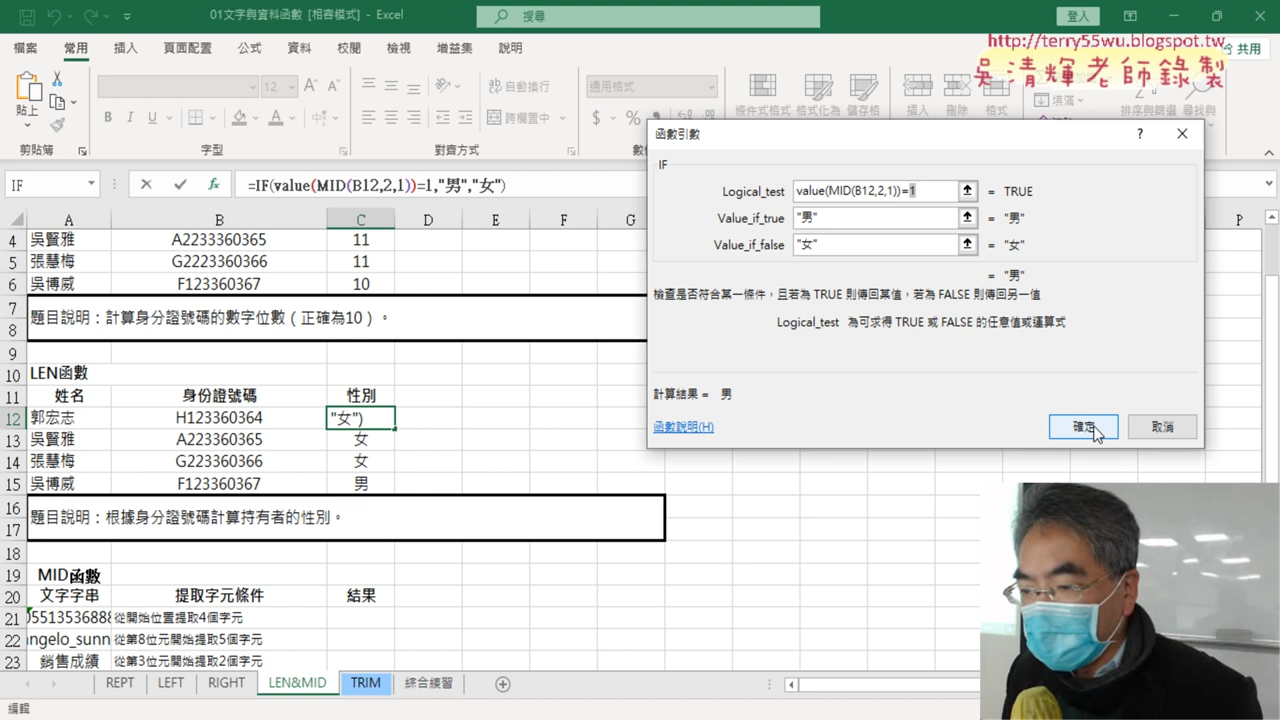 01文字與資料函數 [相容模式] - Excel
搜尋
登入
檔案 常用 插入 頁面配置 公式 資料 校閱 檢視 增益集 說明
共用
http://terry55wu.blogspot.tw
吳清輝老師錄製
貼上
12
自動換行
通用格式
B I U
跨欄置中
$ %
條件式格式 格式化為 儲存格 插入 刪除 格式
填滿
排序與篩選 尋找與
剪貼簿 字型 對齊方式
IF
=IF(value(MID(B12,2,1))=1,"男","女")
A B C D E F G P
4 吳賢雅 A2233360365 11
5 張慧梅 G2223360366 11
6 吳博威 F123360367 10
7
8
題目說明：計算身分證號碼的數字位數（正確為10）。
9
10 LEN函數
11 姓名 身份證號碼 性別
12 郭宏志 H123360364 "女")
13 吳賢雅 A223360365 女
14 張慧梅 G223360366 女
15 吳博威 F123360367 男
16
17
題目說明：根據身分證號碼計算持有者的性別。
18
19 MID函數
20 文字字串 提取字元條件 結果
21 0551353688 從開始位置提取4個字元
22 angelo_sunn 從第8位元開始提取5個字元
23 銷售成績 從第3位元開始提取2個字元
函數引數
?
IF
Logical_test value(MID(B12,2,1))=1 = TRUE
Value_if_true "男" = "男"
Value_if_false "女" = "女"
= "男"
檢查是否符合某一條件，且若為 TRUE 則傳回某值，若為 FALSE 則傳回另一值
Logical_test 為可求得 TRUE 或 FALSE 的任意值或運算式
計算結果 = 男
函數說明(H)
確定 取消
REPT LEFT RIGHT LEN&MID TRIM 綜合練習
編輯